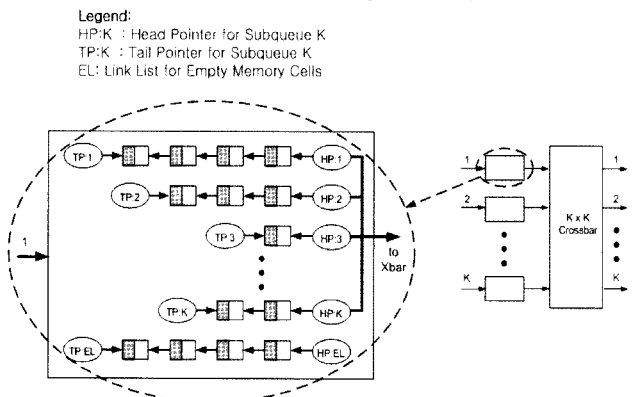 Legend:
HP:K : Head Pointer for Subqueue K
TP:K : Tail Pointer for Subqueue K
EL: Link List for Empty Memory Cells
TP:1
HP:1
TP:2
HP:2
TP:3
HP:3
TP:K
HP:K
TP:EL
HP:EL
1
to
Xbar
1
2
K
K x K
Crossbar
1
2
K